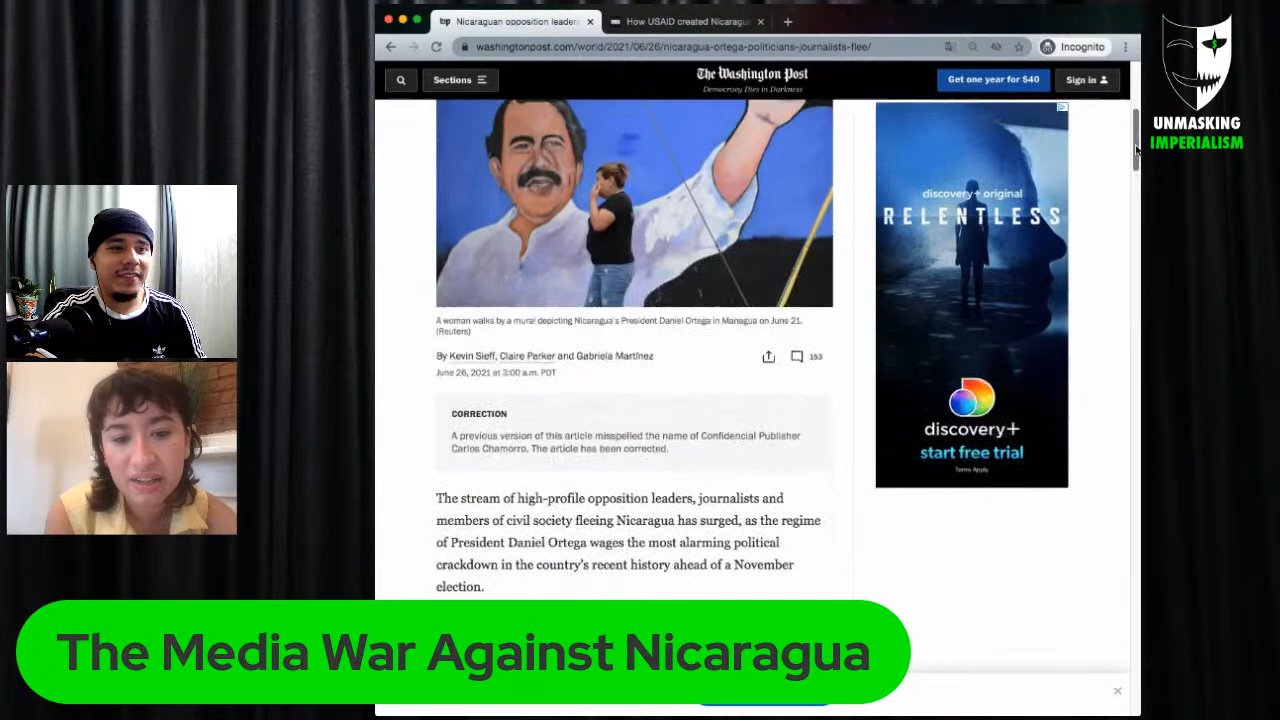 Nicaraguan opposition leader
How USAID created Nicaragu
washingtonpost.com/world/2021/06/26/nicaragua-ortega-politicians-journalists-flee/
Incognito
Sections
The Washington Post
Democracy Dies in Darkness
Get one year for $40
Sign in
UNMASKING
IMPERIALISM
discovery+ original
RELENTLESS
discovery+
start free trial
Terms Apply
A woman walks by a mural depicting Nicaragua's President Daniel Ortega in Managua on June 21.
(Reuters)
By Kevin Sieff, Claire Parker and Gabriela Martínez
153
June 26, 2021 at 3:00 a.m. PDT
CORRECTION
A previous version of this article misspelled the name of Confidencial Publisher
Carlos Chamorro. The article has been corrected.
The stream of high-profile opposition leaders, journalists and
members of civil society fleeing Nicaragua has surged, as the regime
of President Daniel Ortega wages the most alarming political
crackdown in the country's recent history ahead of a November
election.
The Media War Against Nicaragua